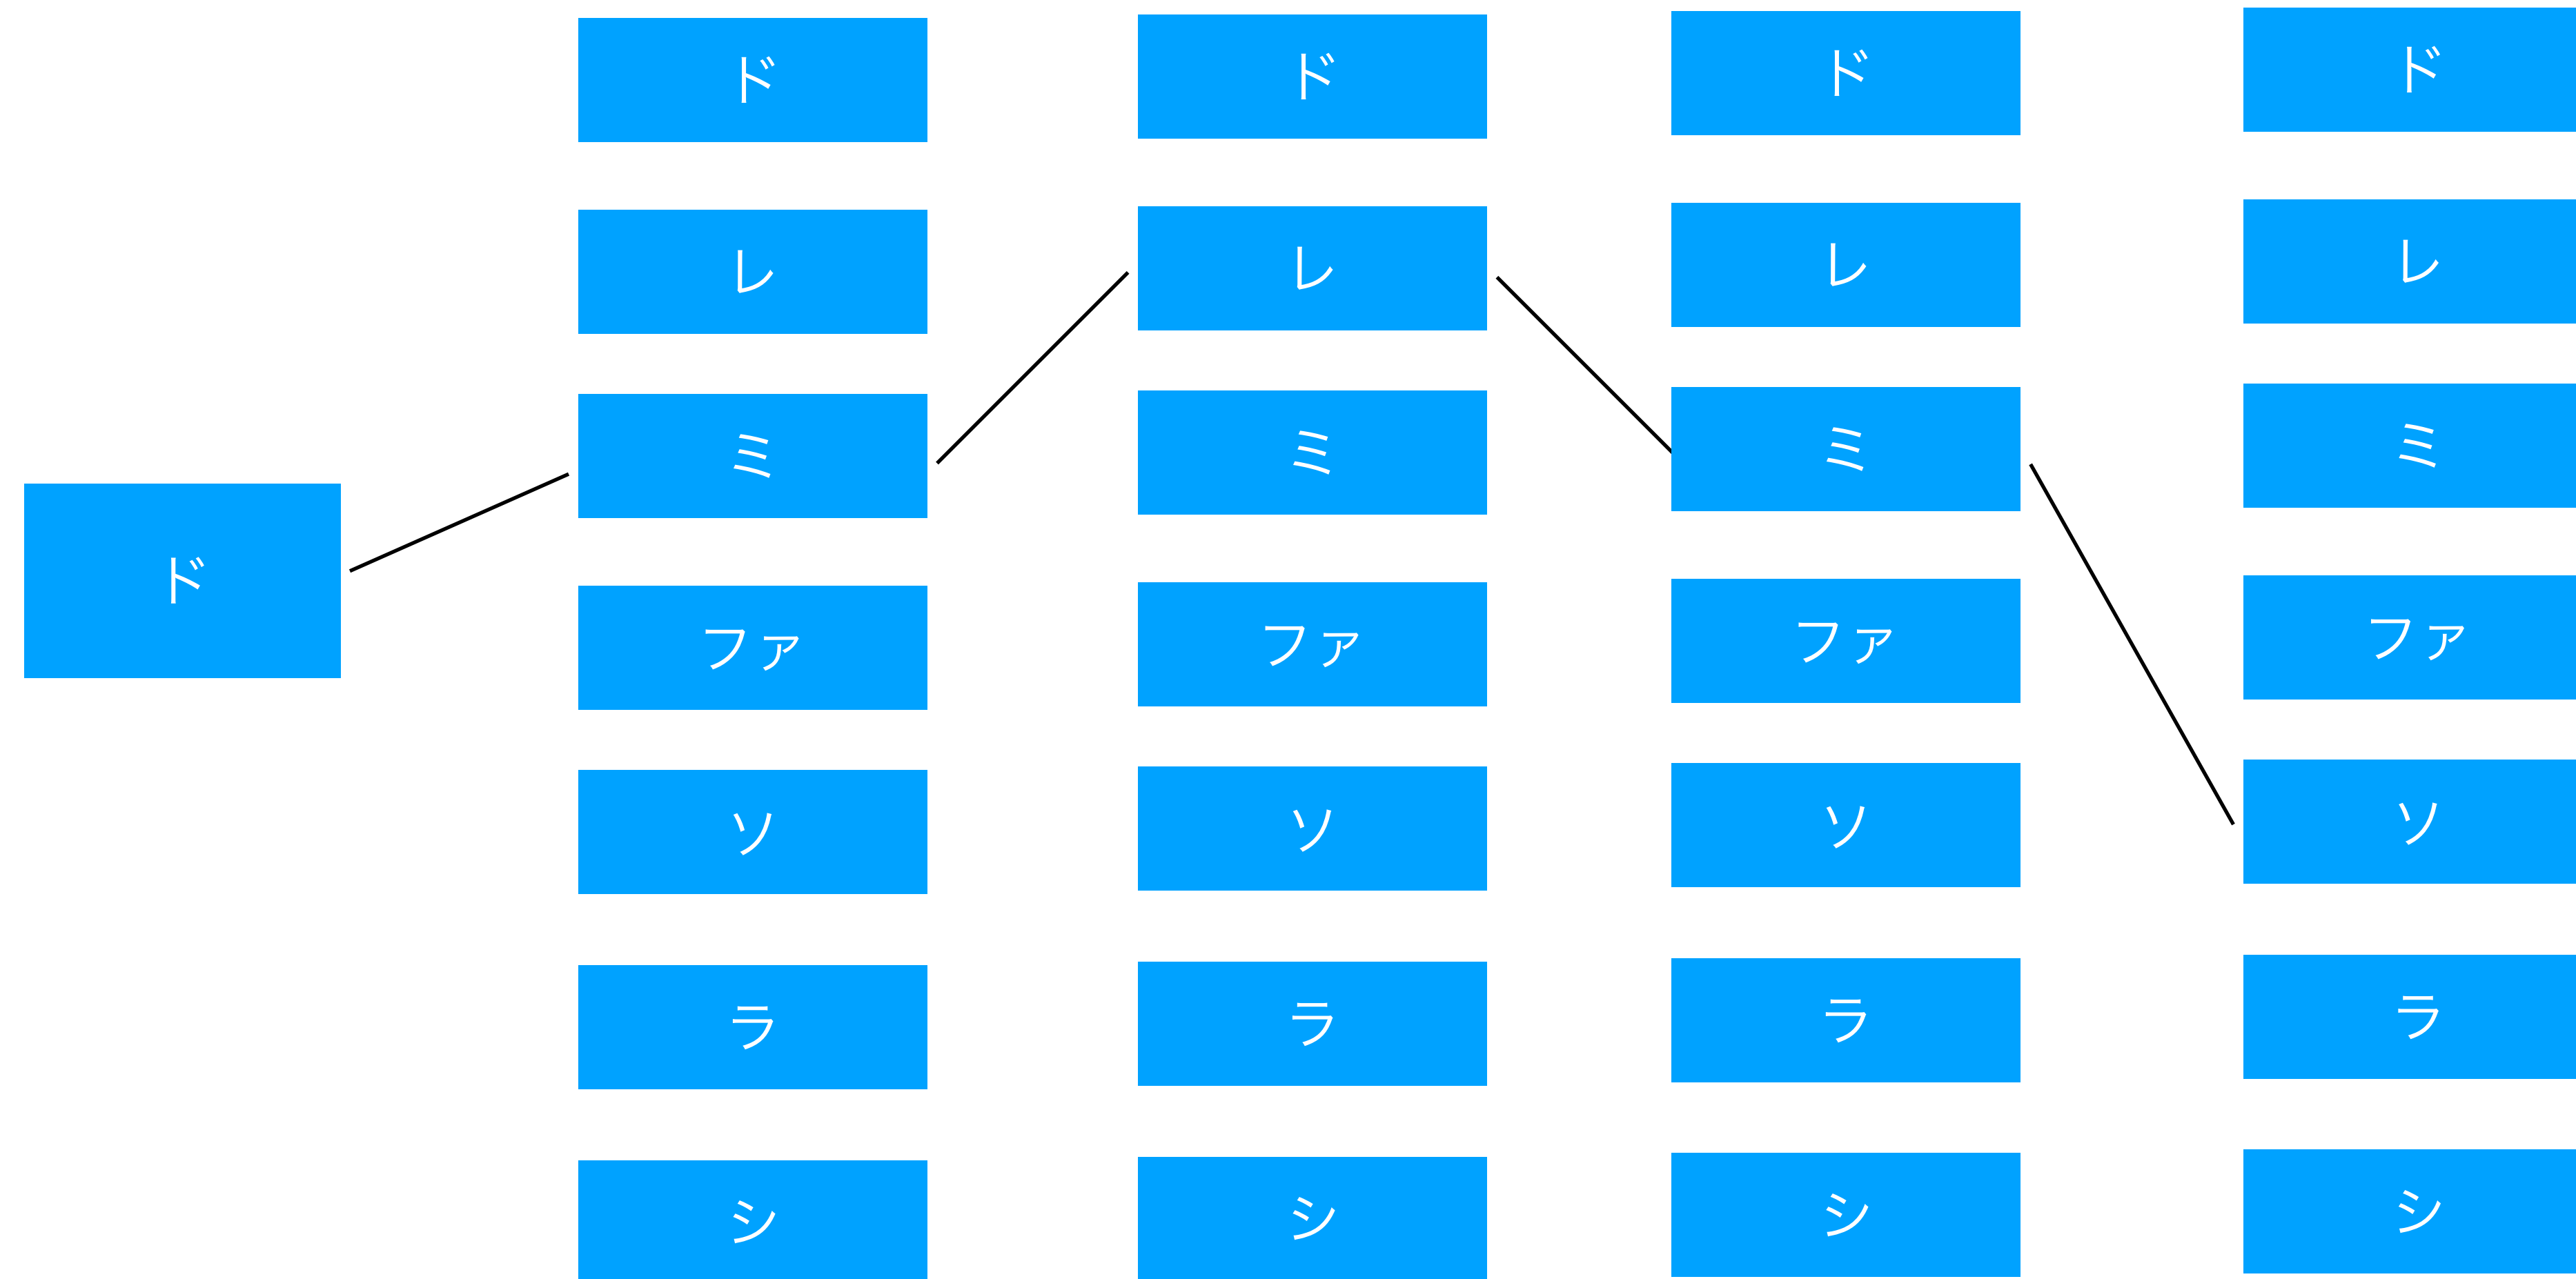 ド ド ド ド
レ レ レ レ
ミ ミ ミ ミ
ド
ファ ファ ファ ファ
ソ ソ ソ ソ
ラ ラ ラ ラ
シ シ シ シ